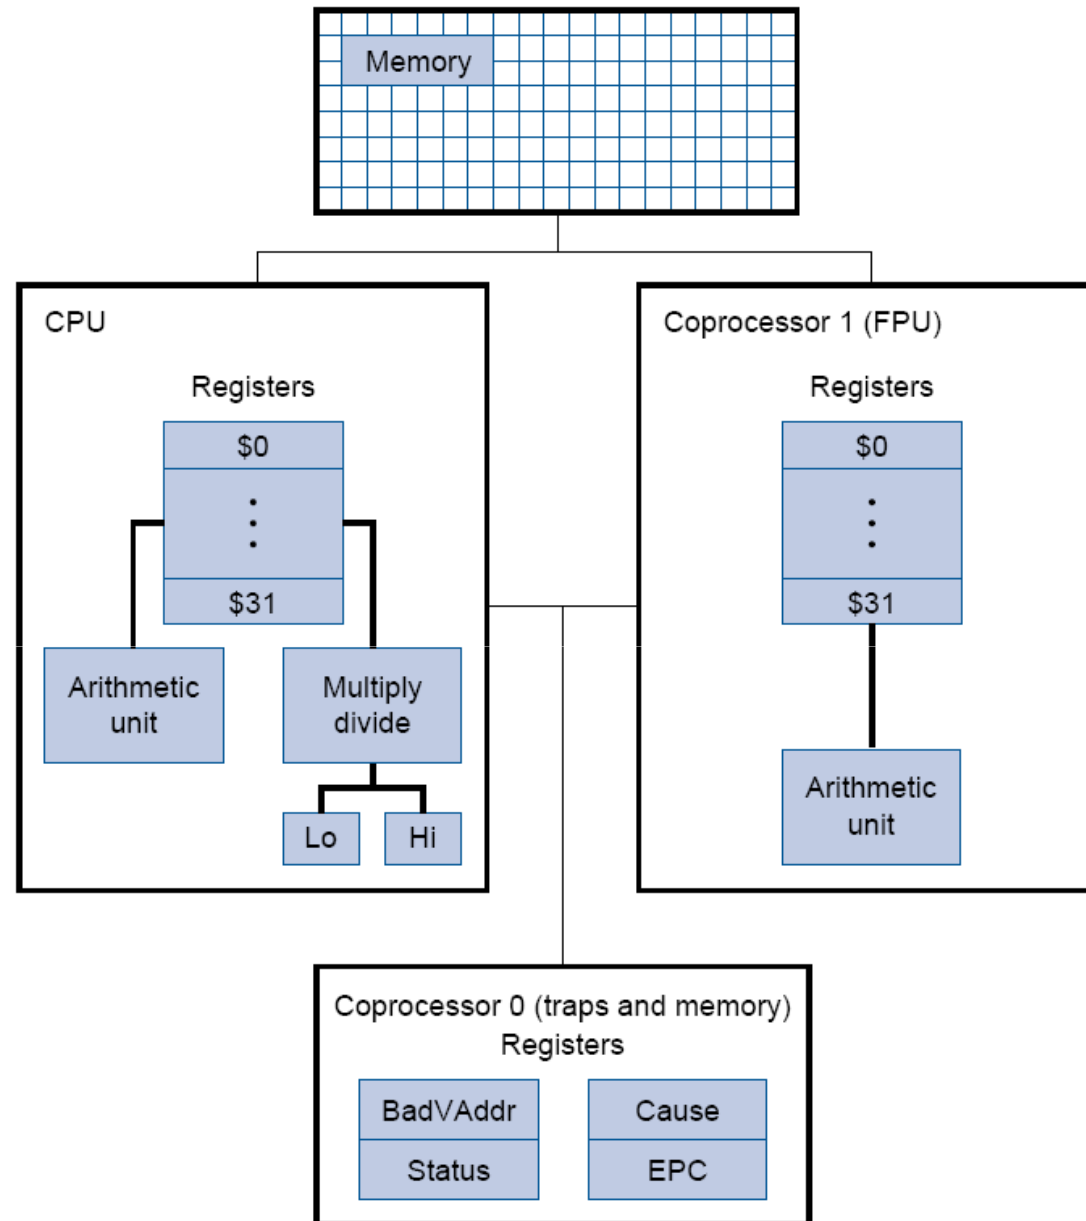 Memory
CPU
Registers
$0
$31
Arithmetic
unit
Multiply
divide
Lo
Hi
Coprocessor 1 (FPU)
Registers
$0
$31
Arithmetic
unit
Coprocessor 0 (traps and memory)
Registers
BadVAddr
Cause
Status
EPC